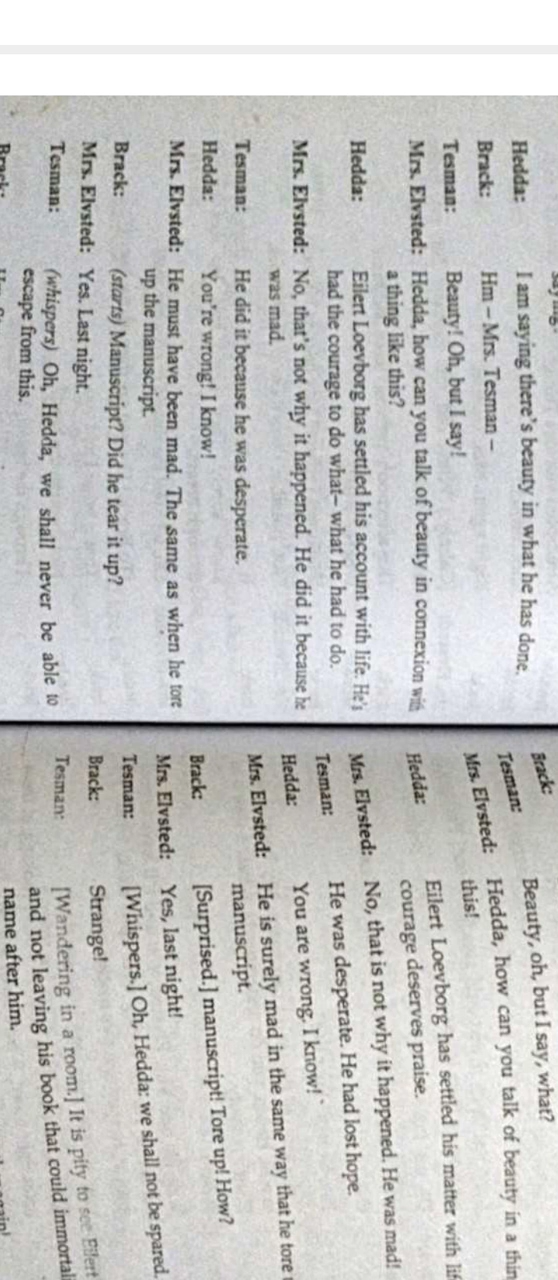 Hedda: I am saying there's beauty in what he has done.
Brack: Hm – Mrs. Tesman –
Tesman: Beauty! Oh, but I say!
Mrs. Elvsted: Hedda, how can you talk of beauty in connexion with
a thing like this?
Hedda: Eilert Loevborg has settled his account with life. He's
had the courage to do what– what he had to do.
Mrs. Elvsted: No, that's not why it happened. He did it because he
was mad.
Tesman: He did it because he was desperate.
Hedda: You're wrong! I know!
Mrs. Elvsted: He must have been mad. The same as when he tore
up the manuscript.
Brack: (starts) Manuscript? Did he tear it up?
Mrs. Elvsted: Yes. Last night.
Tesman: (whispers) Oh, Hedda, we shall never be able to
escape from this.
Brack:
Brack: Beauty, oh, but I say, what?
Tesman: Hedda, how can you talk of beauty in a
Mrs. Elvsted: this!
Hedda: Eilert Loevborg has settled his matter with
courage deserves praise.
Mrs. Elvsted: No, that is not why it happened. He was mad!
Tesman: He was desperate. He had lost hope.
Hedda: You are wrong, I know!
Mrs. Elvsted: He is surely mad in the same way that he tore
manuscript.
Brack: [Surprised.] manuscript! Tore up! How?
Mrs. Elvsted: Yes, last night!
Tesman: [Whispers.] Oh, Hedda: we shall not be spared.
Brack: Strange!
Tesman: [Wandering in a room.] It is pity to see Eilert
and not leaving his book that could
name after him.